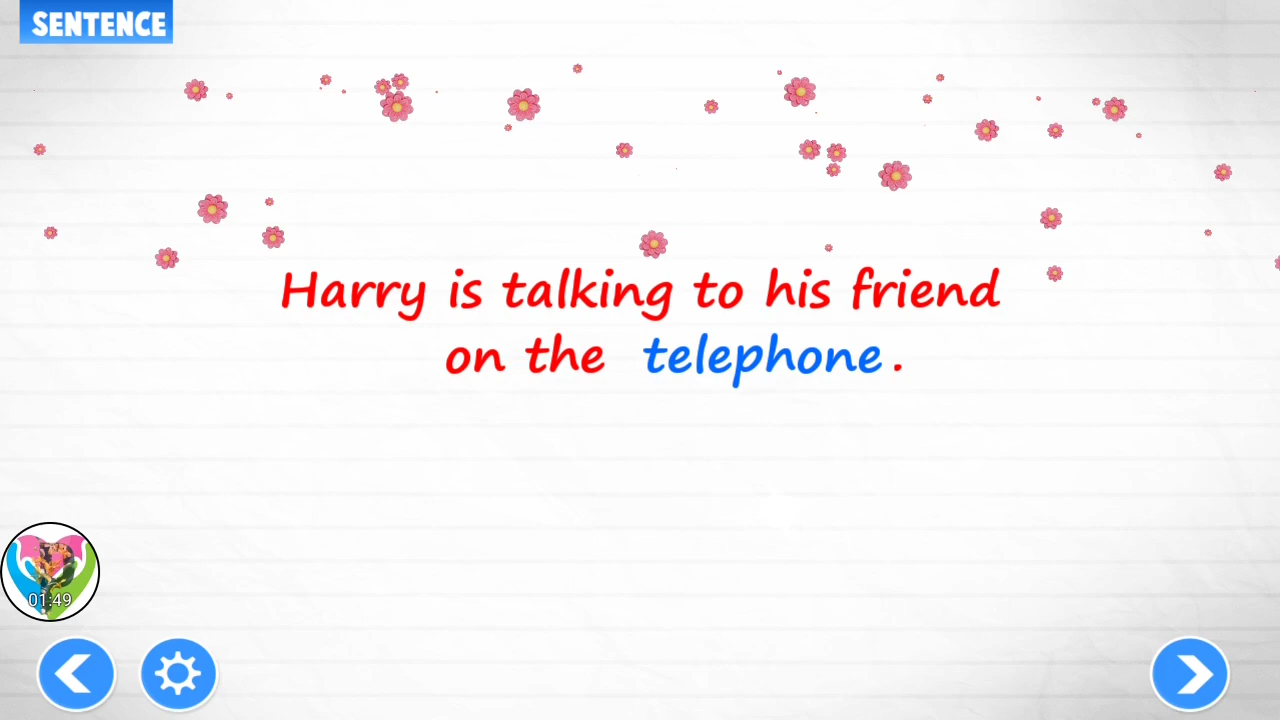 SENTENCE
Harry is talking to his friend
on the telephone.
01:49